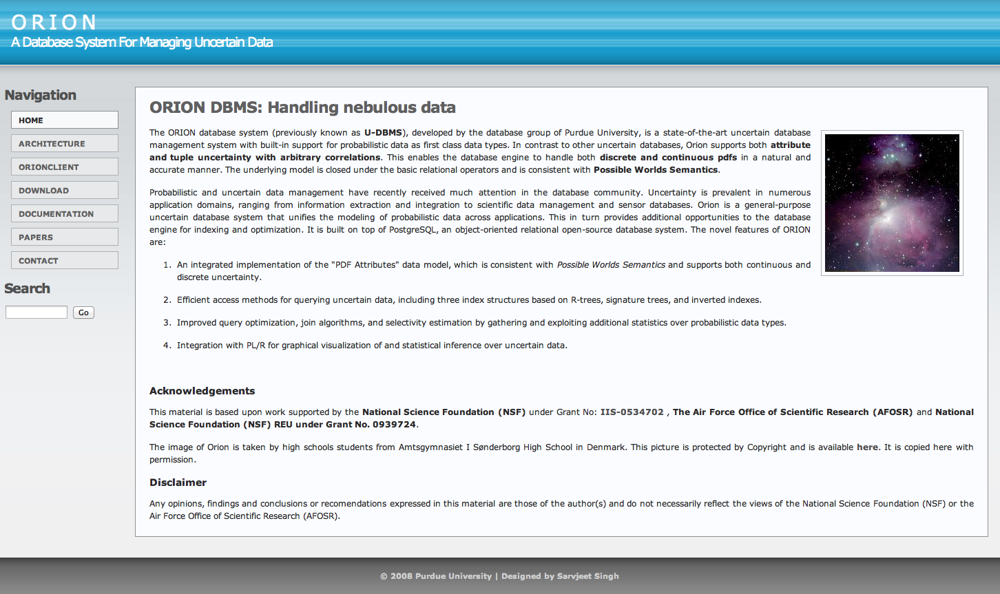 ORION
A Database System For Managing Uncertain Data
Navigation
HOME
ARCHITECTURE
ORIONCLIENT
DOWNLOAD
DOCUMENTATION
PAPERS
CONTACT
Search
Go
ORION DBMS: Handling nebulous data
The ORION database system (previously known as U-DBMS), developed by the database group of Purdue University, is a state-of-the-art uncertain database
management system with built-in support for probabilistic data as first class data types. In contrast to other uncertain databases, Orion supports both attribute
and tuple uncertainty with arbitrary correlations. This enables the database engine to handle both discrete and continuous pdfs in a natural and
accurate manner. The underlying model is closed under the basic relational operators and is consistent with Possible Worlds Semantics.
Probabilistic and uncertain data management have recently received much attention in the database community. Uncertainty is prevalent in numerous
application domains, ranging from information extraction and integration to scientific data management and sensor databases. Orion is a general-purpose
uncertain database system that unifies the modeling of probabilistic data across applications. This in turn provides additional opportunities to the database
engine for indexing and optimization. It is built on top of PostgreSQL, an object-oriented relational open-source database system. The novel features of ORION
are:
1. An integrated implementation of the "PDF Attributes" data model, which is consistent with Possible Worlds Semantics and supports both continuous and
discrete uncertainty.
2. Efficient access methods for querying uncertain data, including three index structures based on R-trees, signature trees, and inverted indexes.
3. Improved query optimization, join algorithms, and selectivity estimation by gathering and exploiting additional statistics over probabilistic data types.
4. Integration with PL/R for graphical visualization of and statistical inference over uncertain data.
Acknowledgements
This material is based upon work supported by the National Science Foundation (NSF) under Grant No: IIS-0534702 , The Air Force Office of Scientific Research (AFOSR) and National
Science Foundation (NSF) REU under Grant No. 0939724.
The image of Orion is taken by high schools students from Amtsgymnasiet I Sønderborg High School in Denmark. This picture is protected by Copyright and is available here. It is copied here with
permission.
Disclaimer
Any opinions, findings and conclusions or recomendations expressed in this material are those of the author(s) and do not necessarily reflect the views of the National Science Foundation (NSF) or the
Air Force Office of Scientific Research (AFOSR).
© 2008 Purdue University | Designed by Sarvjeet Singh